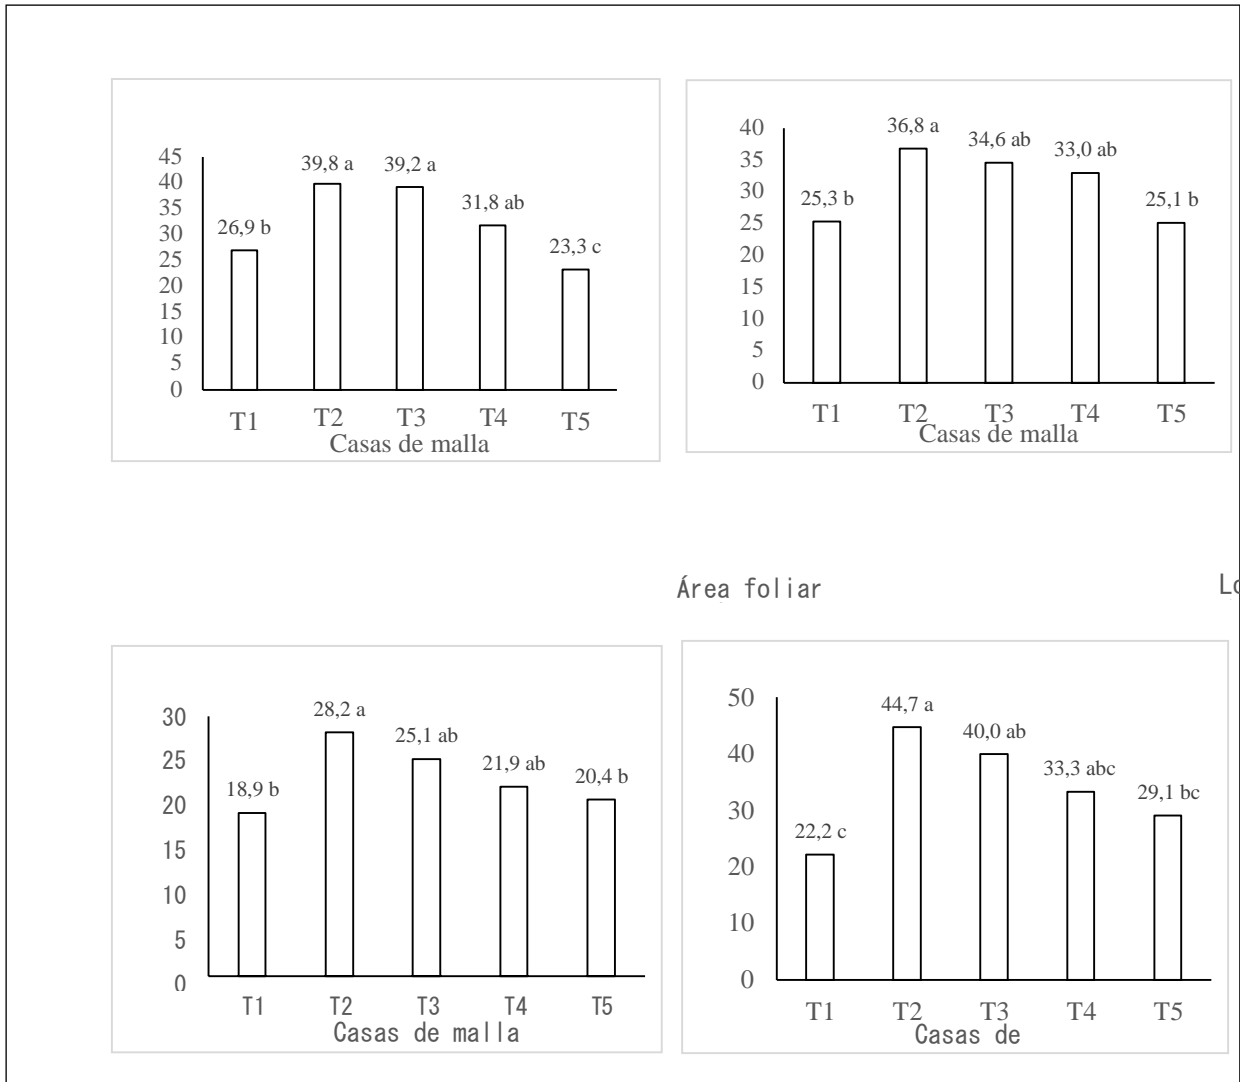 45
40
35
30
25
20
15
10
5
0
26,9 b
39,8 a
39,2 a
31,8 ab
23,3 c
T1 T2 T3 T4 T5
Casas de malla
40
35
30
25
20
15
10
5
0
25,3 b
36,8 a
34,6 ab
33,0 ab
25,1 b
T1 T2 T3 T4 T5
Casas de malla
Área foliar
30
25
20
15
10
5
0
18,9 b
28,2 a
25,1 ab
21,9 ab
20,4 b
T1 T2 T3 T4 T5
Casas de malla
50
40
30
20
10
0
22,2 c
44,7 a
40,0 ab
33,3 abc
29,1 bc
T1 T2 T3 T4 T5
Casas de